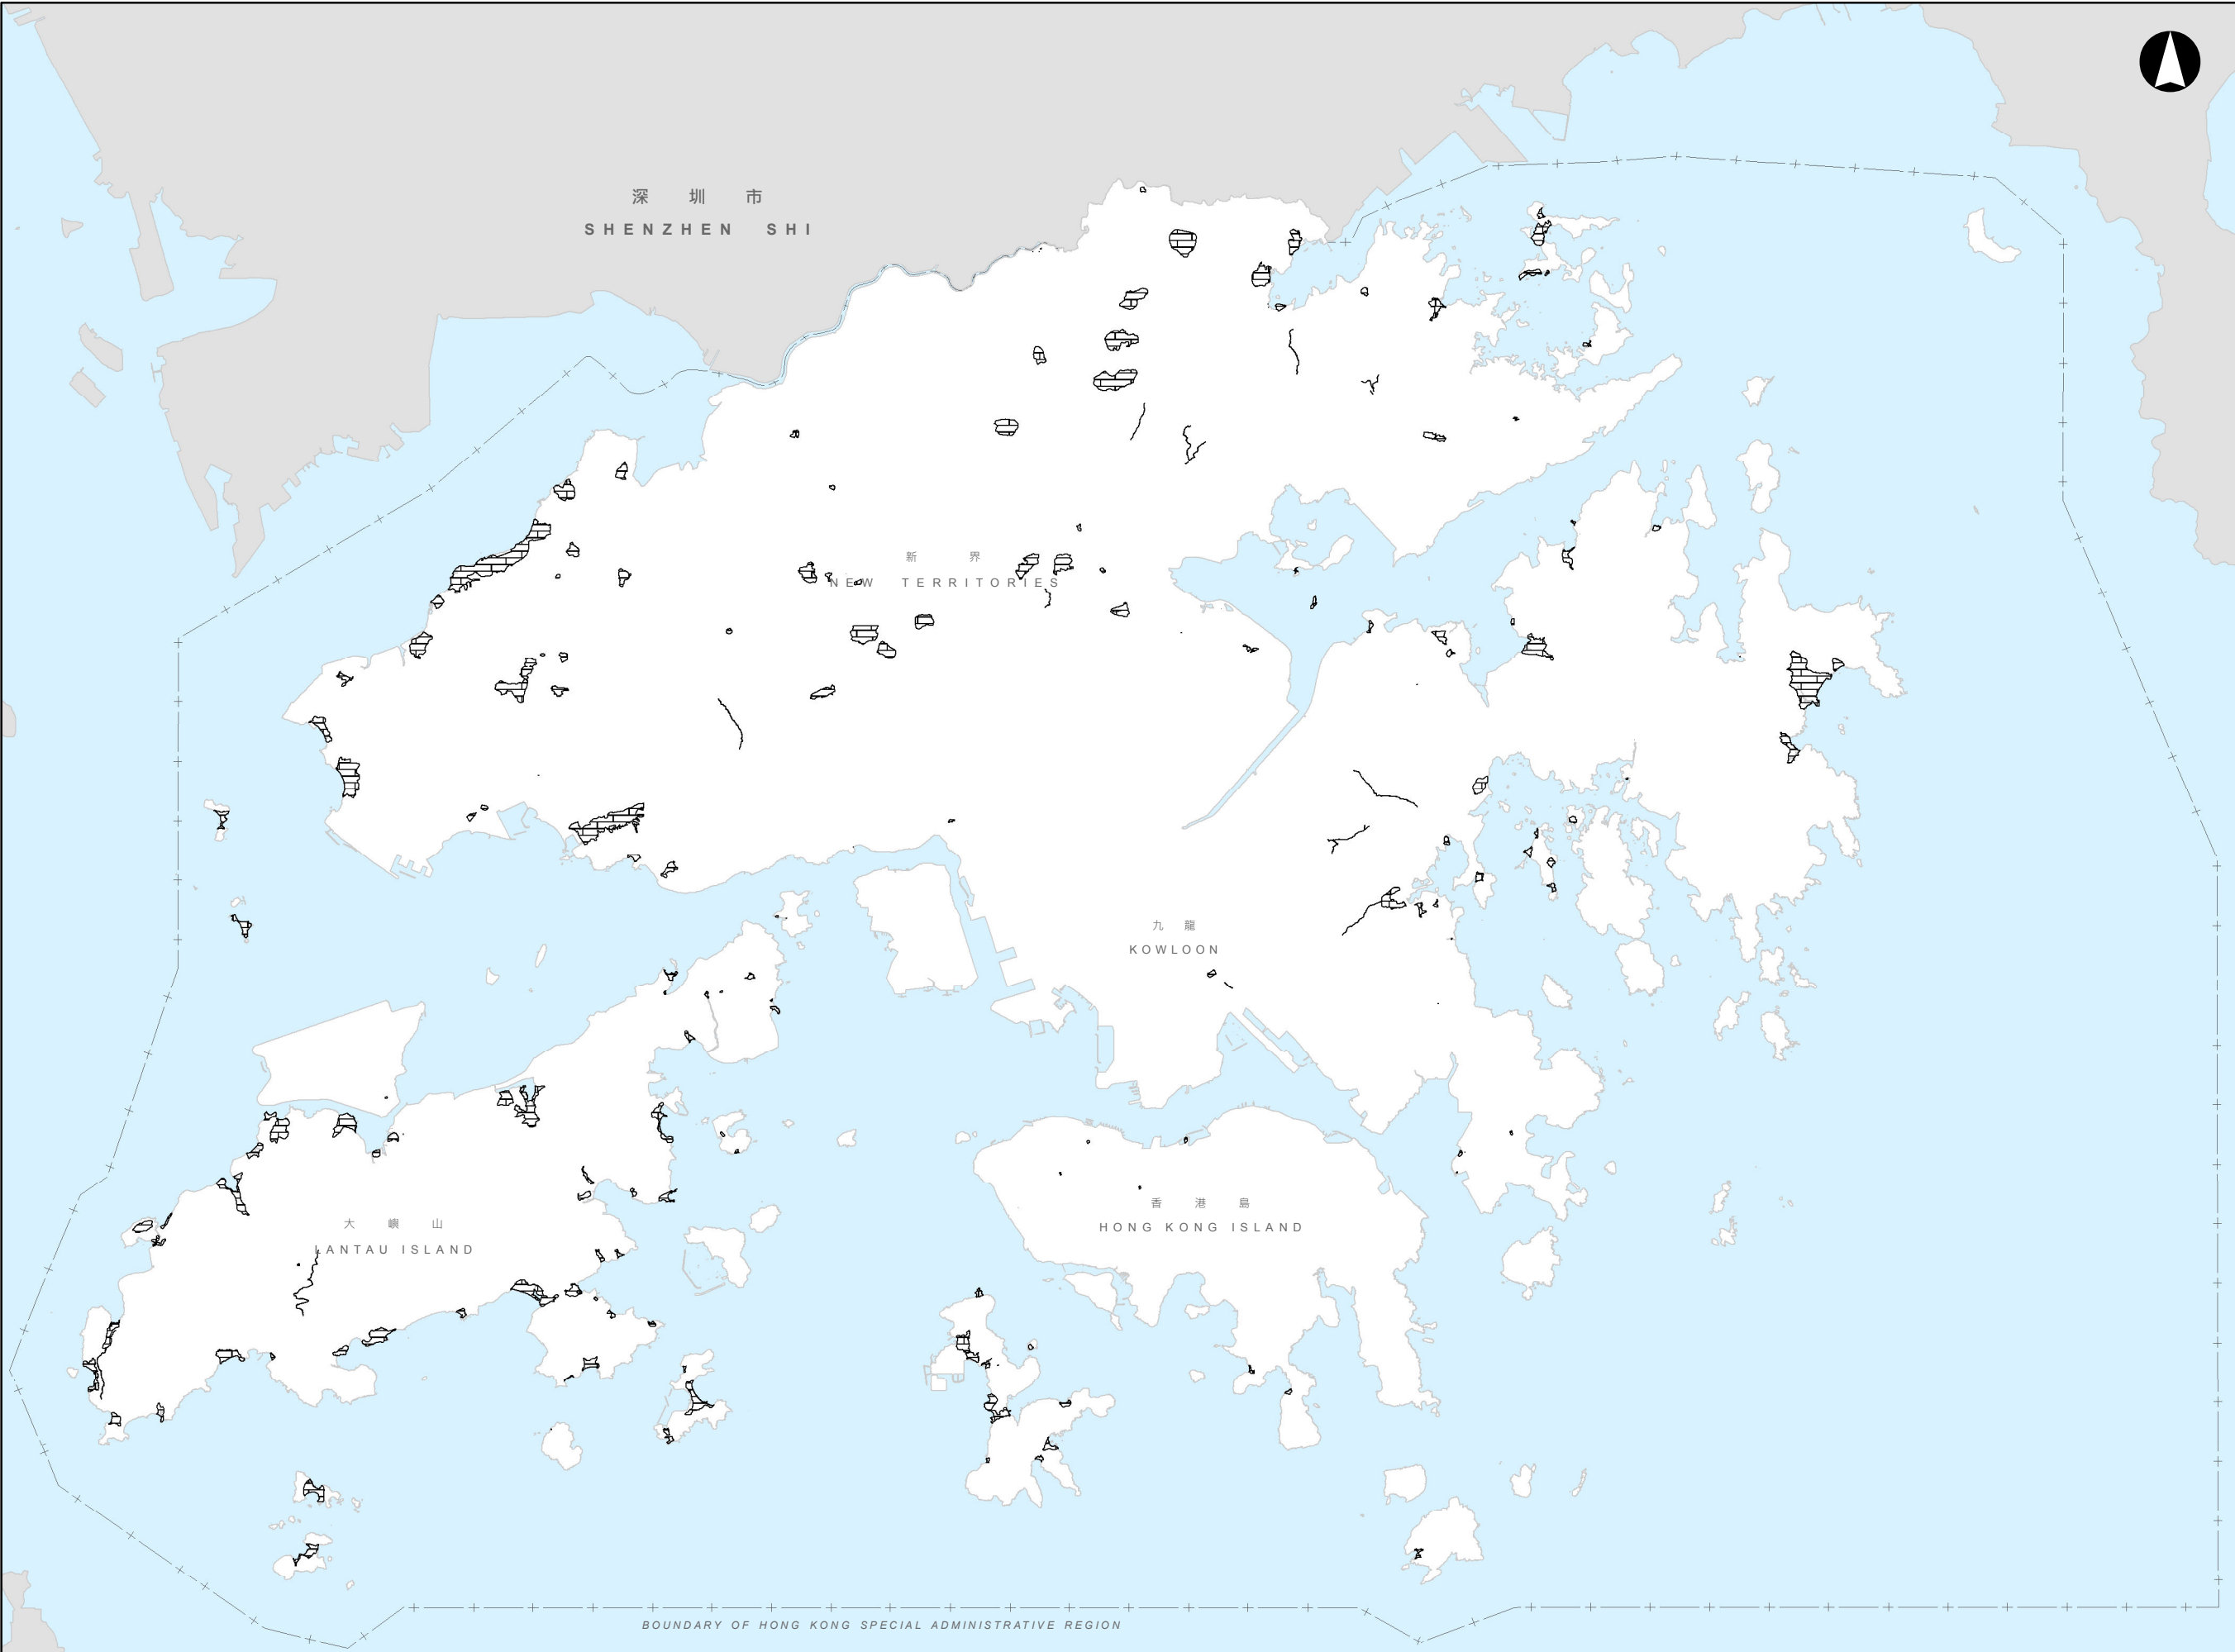 深圳市
SHENZHEN SHI
新界
NEW TERRITORIES
九龍
KOWLOON
香港島
HONG KONG ISLAND
大嶼山
LANTAU ISLAND
BOUNDARY OF HONG KONG SPECIAL ADMINISTRATIVE REGION